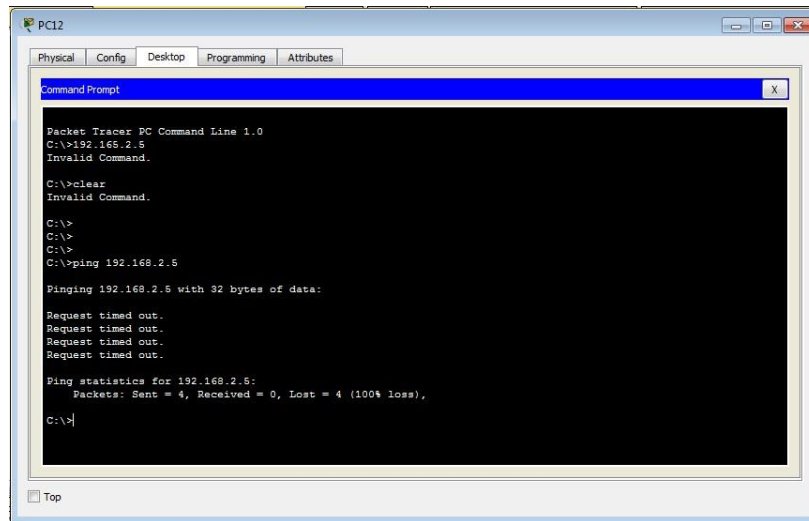 PC12
Physical Config Desktop Programming Attributes
Command Prompt X
Packet Tracer PC Command Line 1.0
C:\>192.165.2.5
Invalid Command.
C:\>clear
Invalid Command.
C:\>
C:\>
C:\>
C:\>ping 192.168.2.5
Pinging 192.168.2.5 with 32 bytes of data:
Request timed out.
Request timed out.
Request timed out.
Request timed out.
Ping statistics for 192.168.2.5:
Packets: Sent = 4, Received = 0, Lost = 4 (100% loss),
C:\>
Top